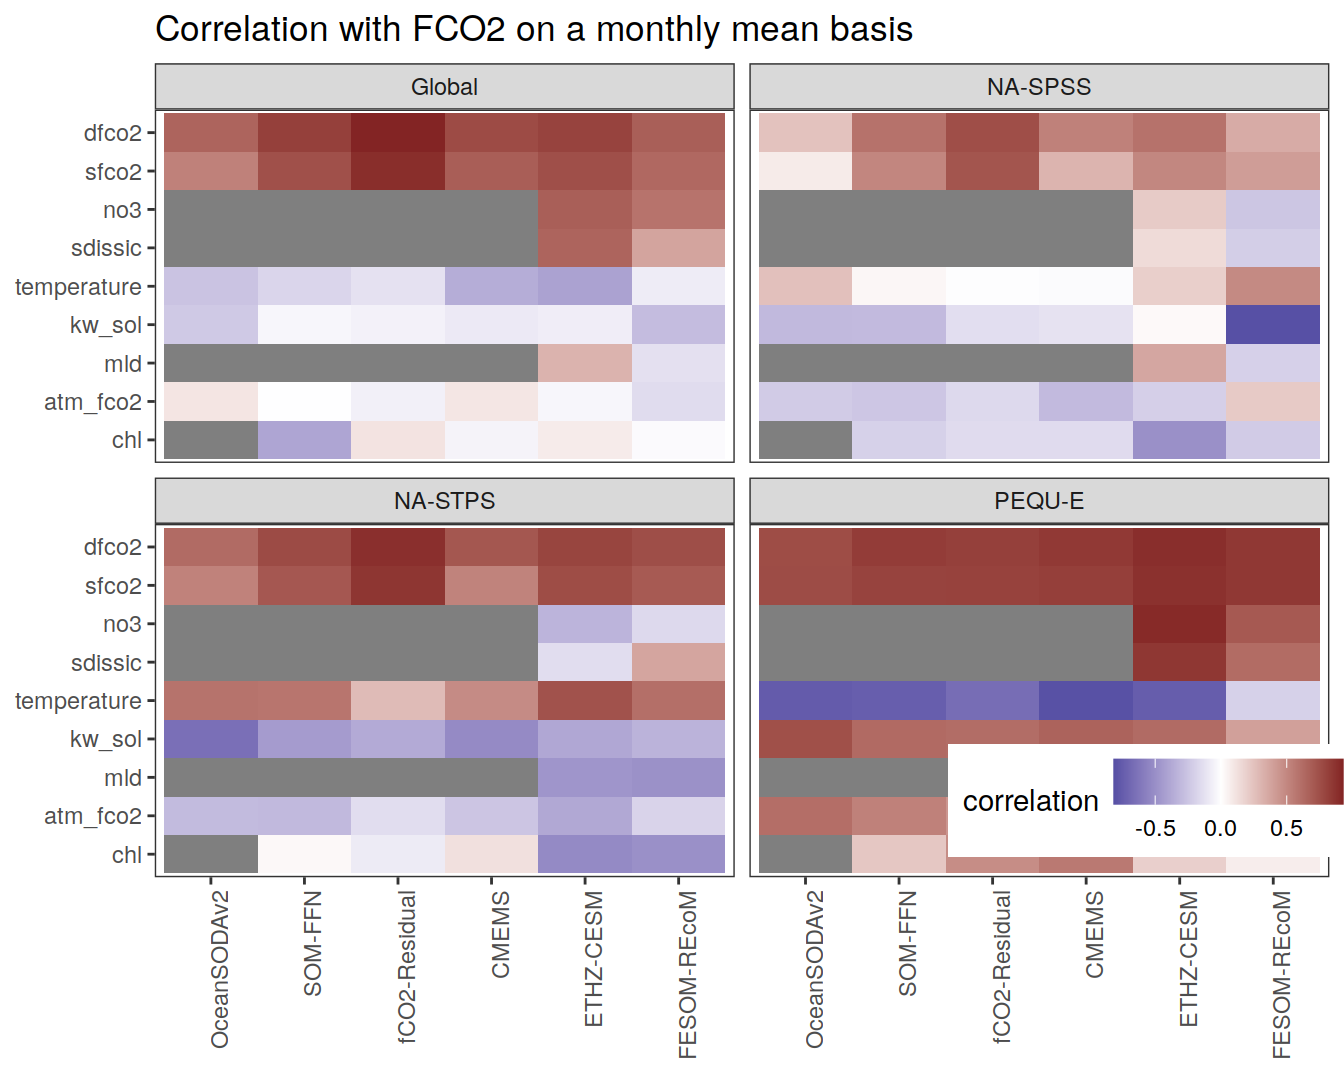 Correlation with FCO2 on a monthly mean basis
Global
NA-SPSS
dfco2
sfco2
no3
sdissic
temperature
kw_sol
mld
atm_fco2
chl
NA-STPS
PEQU-E
dfco2
sfco2
no3
sdissic
temperature
kw_sol
mld
atm_fco2
chl
correlation
-0.5 0.0 0.5
OceanSODAv2
SOM-FFN
fCO2-Residual
CMEMS
ETHZ-CESM
FESOM-REcoM
OceanSODAv2
SOM-FFN
fCO2-Residual
CMEMS
ETHZ-CESM
FESOM-REcoM